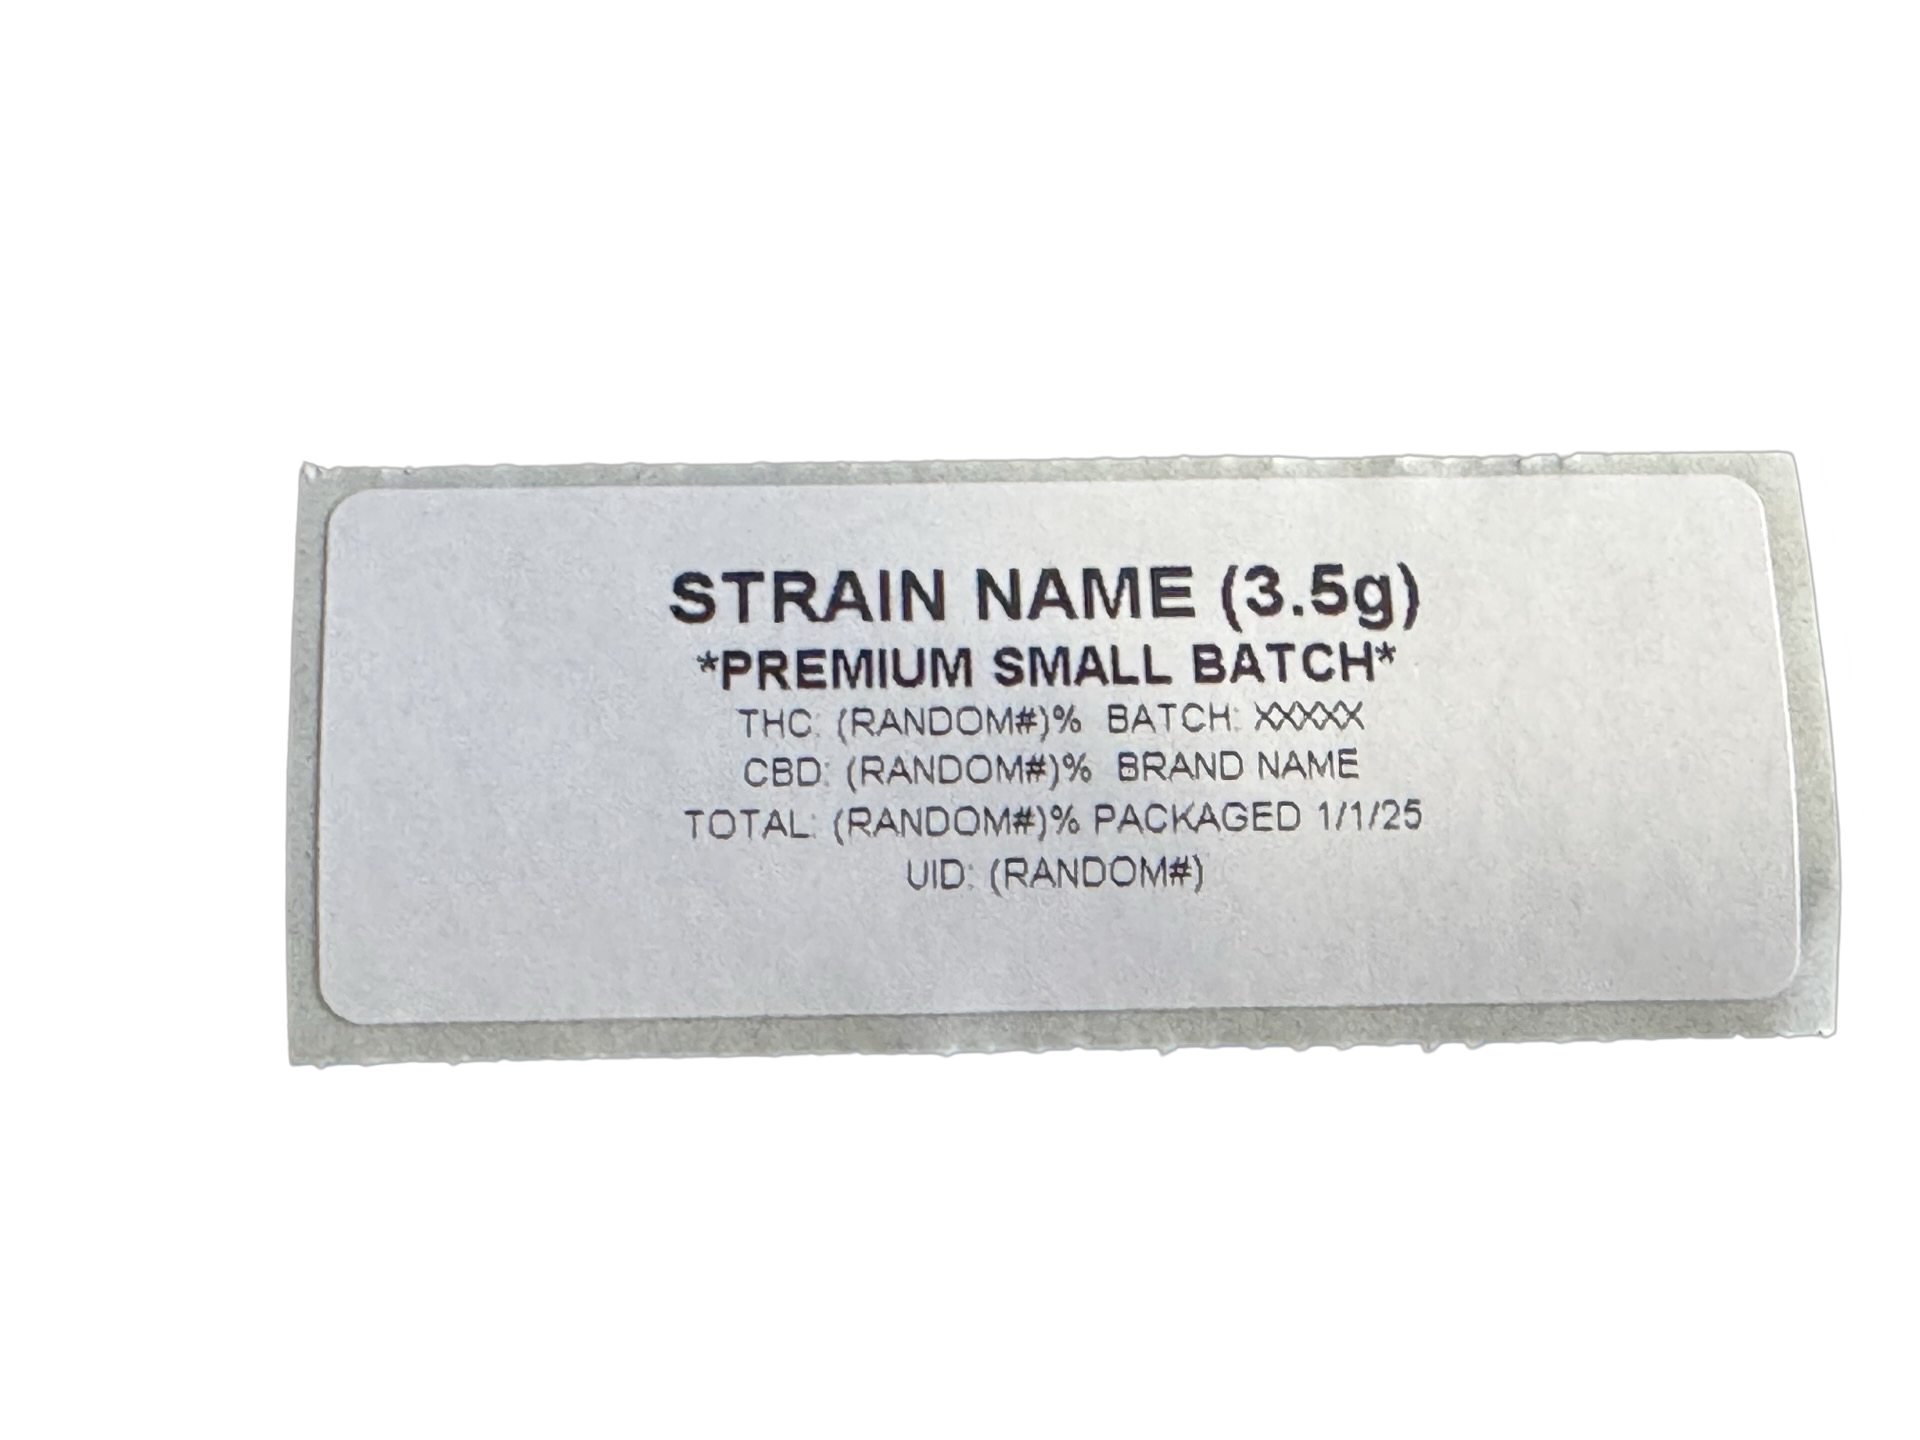 STRAIN NAME (3.5g)
*PREMIUM SMALL BATCH*
THC: (RANDOM#)% BATCH: XXXXX
CBD: (RANDOM#)% BRAND NAME
TOTAL: (RANDOM#)% PACKAGED 1/1/25
UID: (RANDOM#)